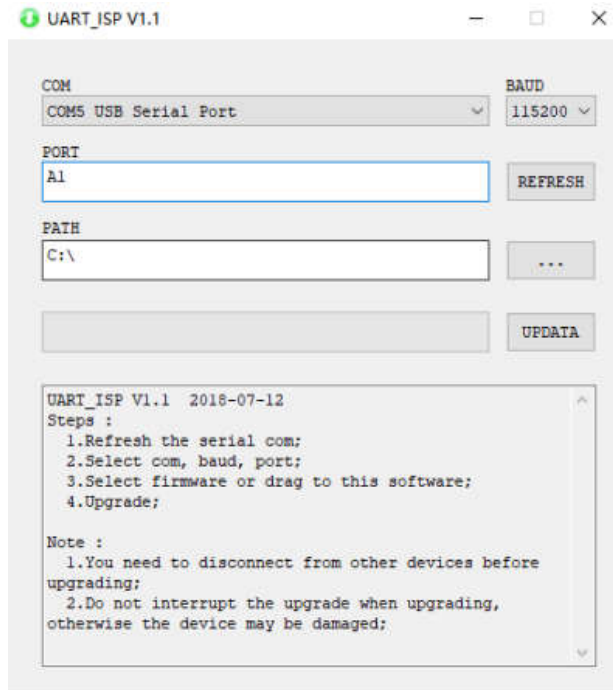 UART_ISP V1.1
COM
BAUD
COM5 USB Serial Port
115200
PORT
A1
REFRESH
PATH
C:\
...
UPDATA
UART_ISP V1.1  2018-07-12
Steps :
1.Refresh the serial com;
2.Select com, baud, port;
3.Select firmware or drag to this software;
4.Upgrade;
Note :
1.You need to disconnect from other devices before
upgrading;
2.Do not interrupt the upgrade when upgrading,
otherwise the device may be damaged;